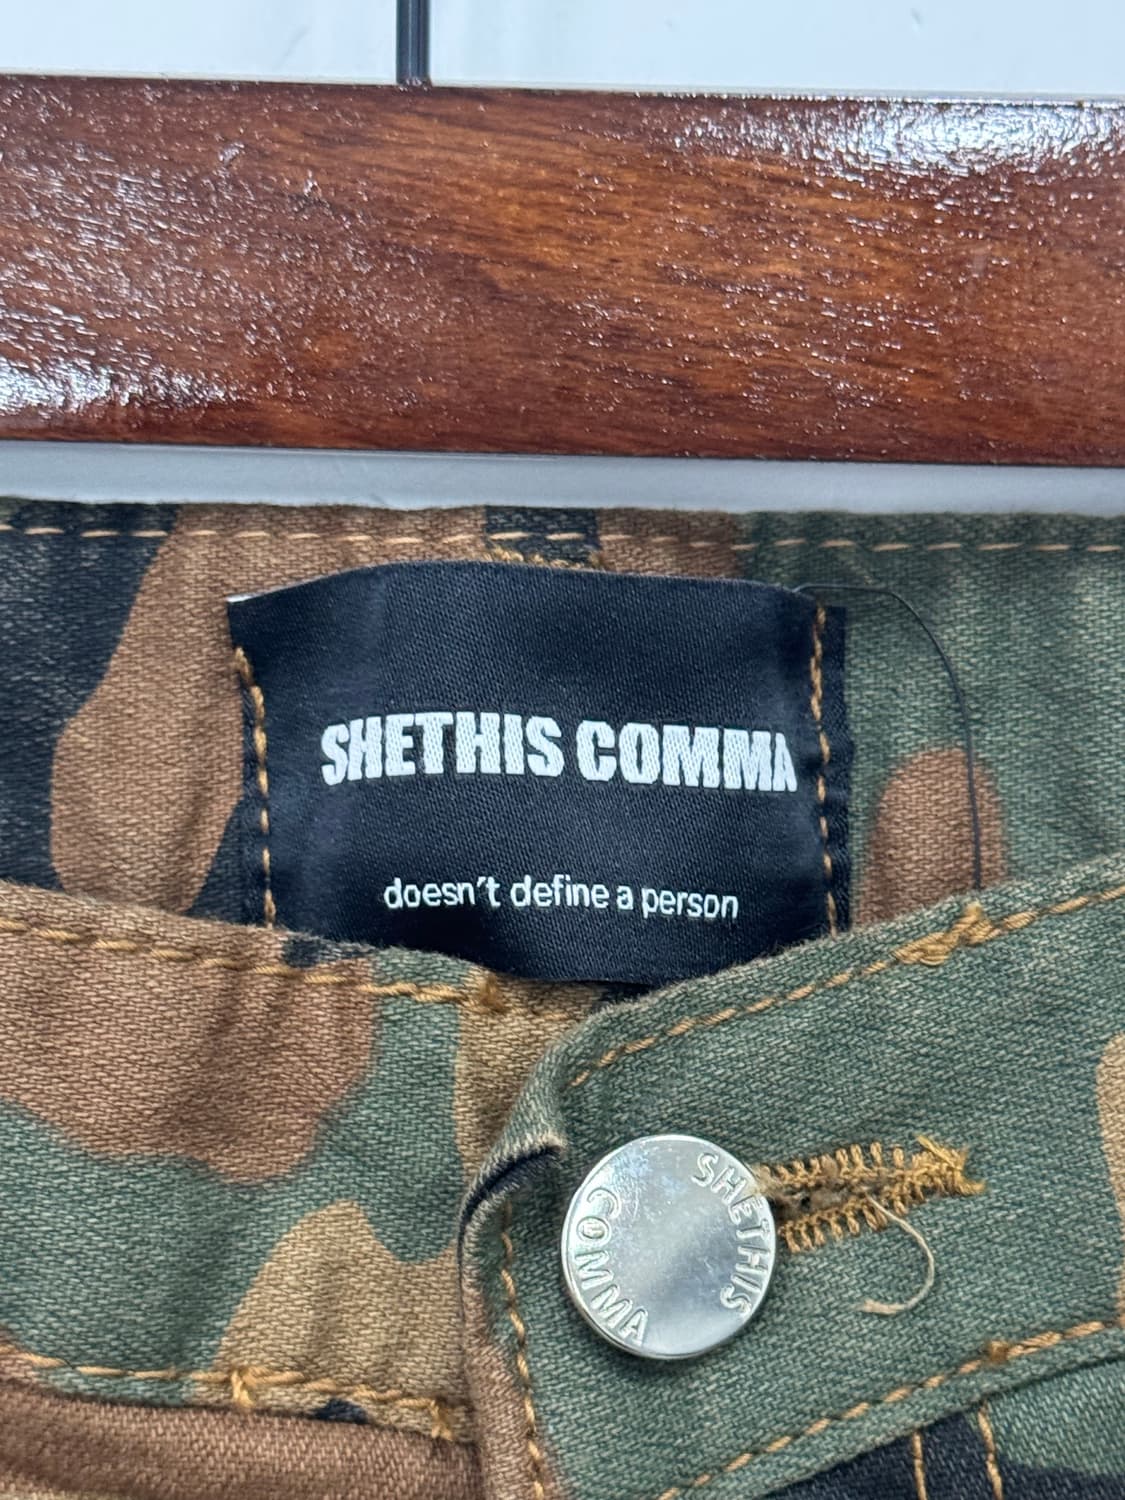 SHETHIS COMMA
doesn't define a person
SHETHIS
COMMA